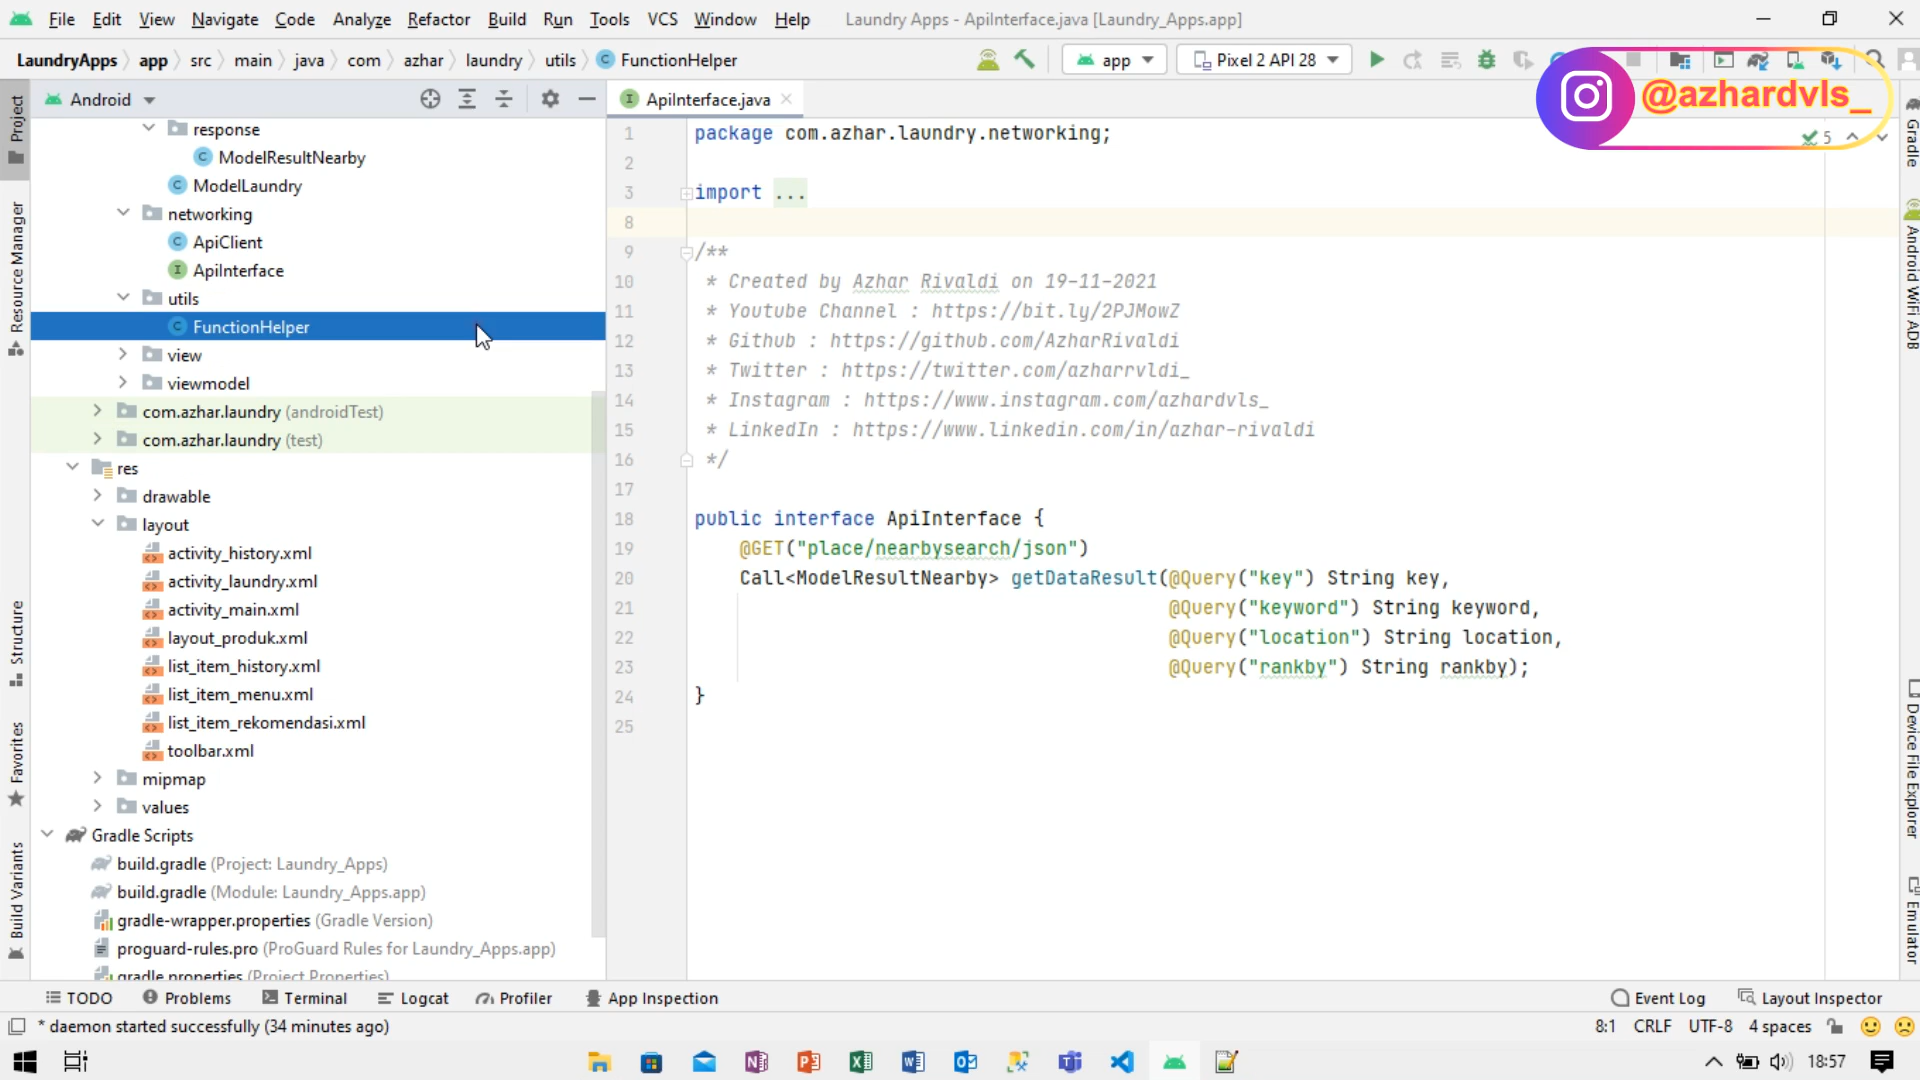 File Edit View Navigate Code Analyze Refactor Build Run Tools VCS Window Help Laundry Apps - ApiInterface.java [Laundry_Apps.app]
LaundryApps app src main java com azhar laundry utils FunctionHelper app Pixel 2 API 28
@azhardvls_
Android
ApiInterface.java
Project
Resource Manager
Structure
Favorites
Build Variants
response
ModelResultNearby
ModelLaundry
networking
ApiClient
ApiInterface
utils
FunctionHelper
view
viewmodel
com.azhar.laundry (androidTest)
com.azhar.laundry (test)
res
drawable
layout
activity_history.xml
activity_laundry.xml
activity_main.xml
layout_produk.xml
list_item_history.xml
list_item_menu.xml
list_item_rekomendasi.xml
toolbar.xml
mipmap
values
Gradle Scripts
build.gradle (Project: Laundry_Apps)
build.gradle (Module: Laundry_Apps.app)
gradle-wrapper.properties (Gradle Version)
proguard-rules.pro (ProGuard Rules for Laundry_Apps.app)
gradle.properties (Project Properties)
1 package com.azhar.laundry.networking;
2
3 import ...
8
9 /**
10 * Created by Azhar Rivaldi on 19-11-2021
11 * Youtube Channel : https://bit.ly/2PJMowZ
12 * Github : https://github.com/AzharRivaldi
13 * Twitter : https://twitter.com/azharrvldi_
14 * Instagram : https://www.instagram.com/azhardvls_
15 * LinkedIn : https://www.linkedin.com/in/azhar-rivaldi
16 */
17
18 public interface ApiInterface {
19 @GET("place/nearbysearch/json")
20 Call<ModelResultNearby> getDataResult(@Query("key") String key,
21 @Query("keyword") String keyword,
22 @Query("location") String location,
23 @Query("rankby") String rankby);
24 }
25
5
Gradle
Android WiFi ADB
Device File Explorer
Emulator
TODO Problems Terminal Logcat Profiler App Inspection Event Log Layout Inspector
* daemon started successfully (34 minutes ago) 8:1 CRLF UTF-8 4 spaces
18:57